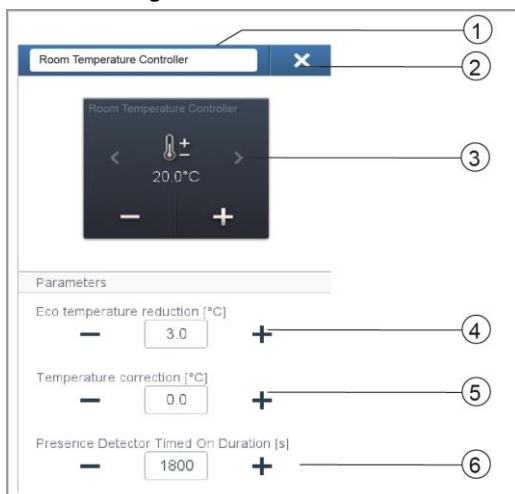 1
Room Temperature Controller
2
Room Temperature Controller
3
20.0°C
Parameters
Eco temperature reduction [°C]
3.0
4
Temperature correction [°C]
0.0
5
Presence Detector Timed On Duration [s]
1800
6